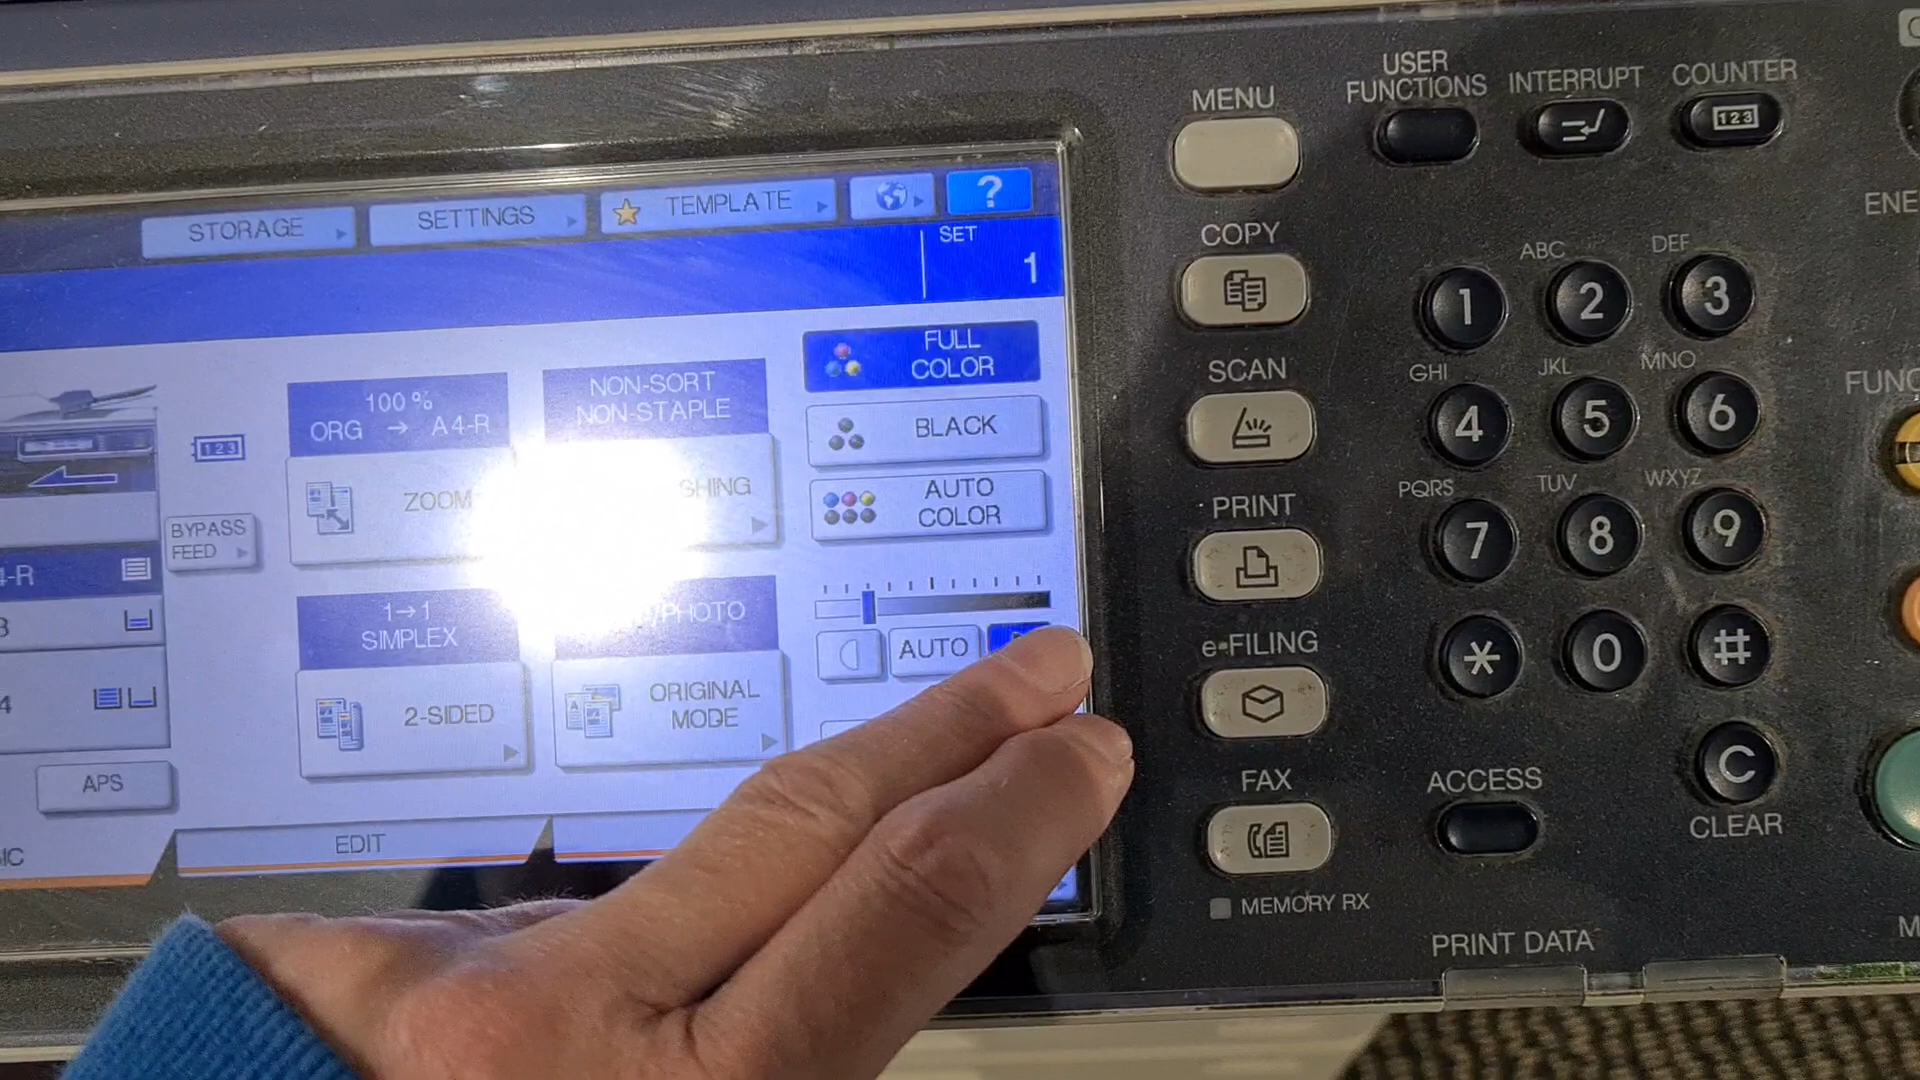 STORAGE
SETTINGS
TEMPLATE
?
SET
1
100 %
ORG → A4-R
ZOOM
NON-SORT
NON-STAPLE
FULL
COLOR
BLACK
AUTO
COLOR
123
BYPASS
FEED
1→1
SIMPLEX
2-SIDED
/PHOTO
ORIGINAL
MODE
AUTO
APS
EDIT
MENU
COPY
SCAN
PRINT
e-FILING
FAX
MEMORY RX
USER
FUNCTIONS
INTERRUPT
COUNTER
123
ABC
DEF
1
2
3
GHI
JKL
MNO
4
5
6
PQRS
TUV
WXYZ
7
8
9
*
0
#
ACCESS
C
CLEAR
PRINT DATA